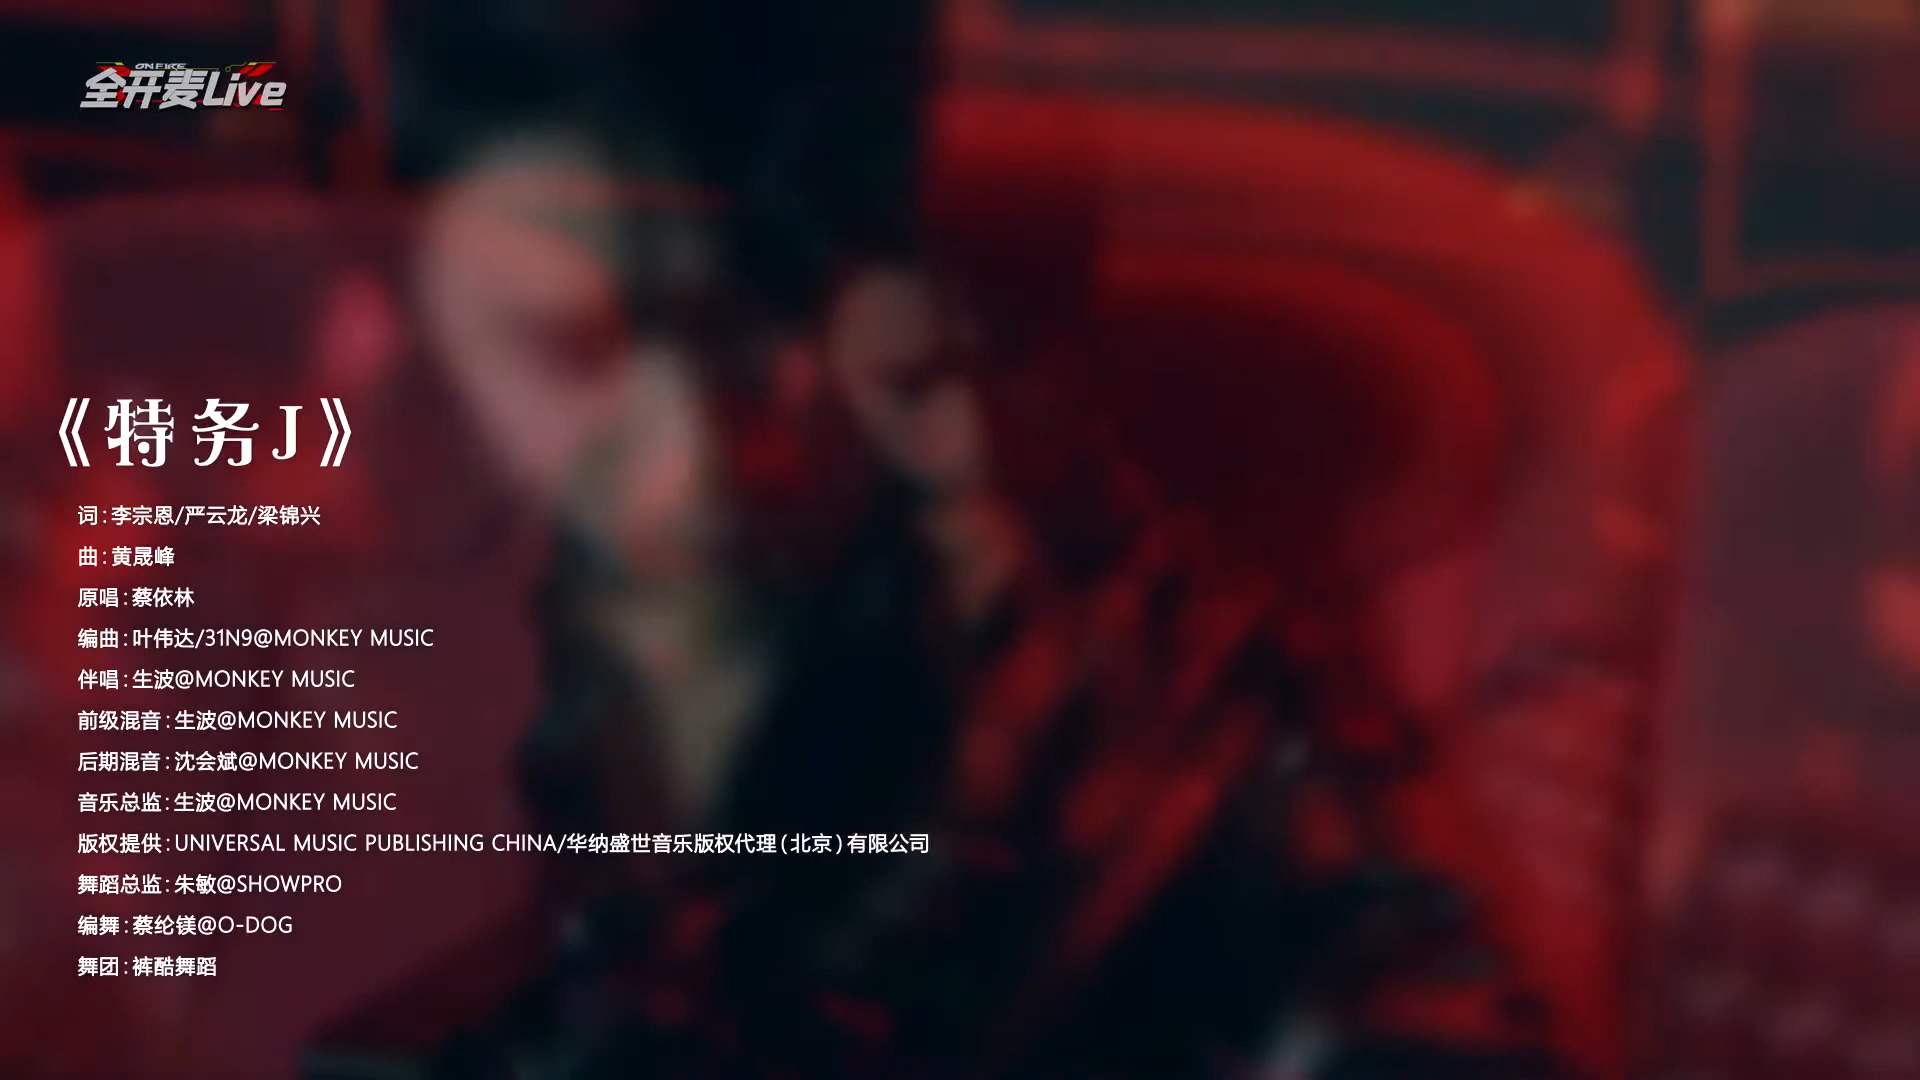 ON FIRE
全开麦Live
《特务J》
词:李宗恩/严云龙/梁锦兴
曲:黄晟峰
原唱:蔡依林
编曲:叶伟达/31N9@MONKEY MUSIC
伴唱:生波@MONKEY MUSIC
前级混音:生波@MONKEY MUSIC
后期混音:沈会斌@MONKEY MUSIC
音乐总监:生波@MONKEY MUSIC
版权提供:UNIVERSAL MUSIC PUBLISHING CHINA/华纳盛世音乐版权代理(北京)有限公司
舞蹈总监:朱敏@SHOWPRO
编舞:蔡纶镁@O-DOG
舞团:裤酷舞蹈